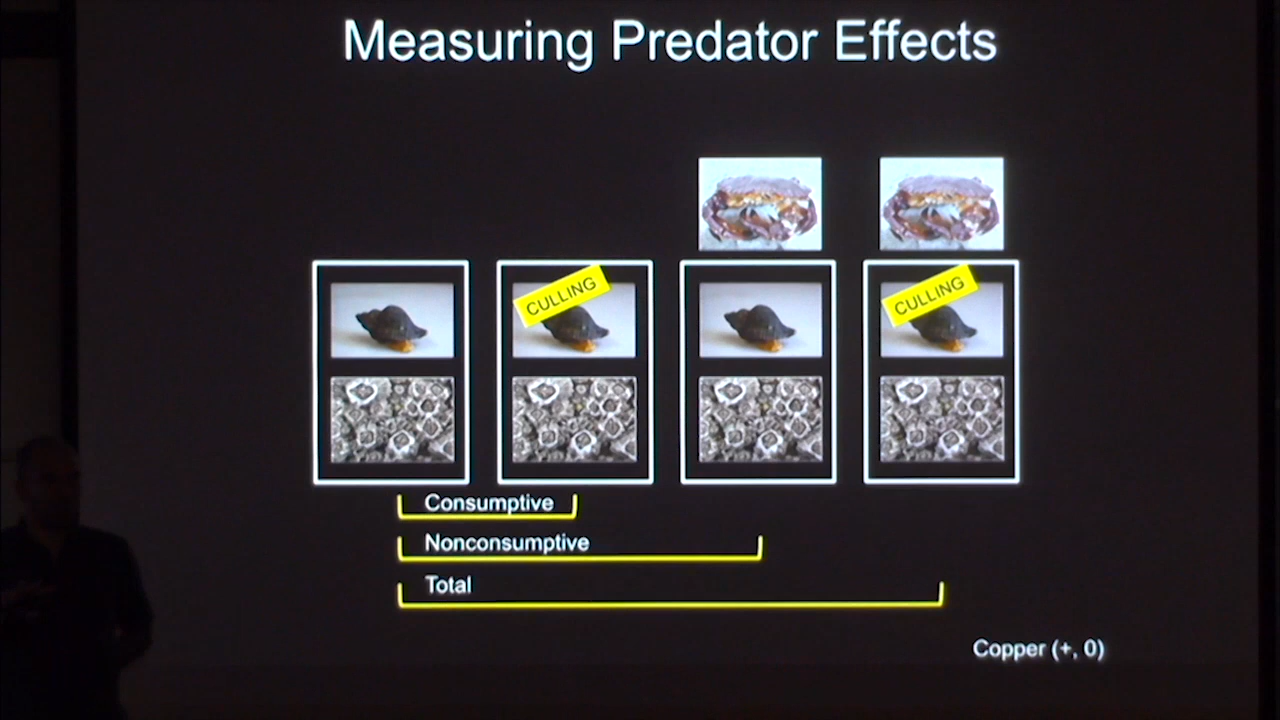 Measuring Predator Effects
CULLING
CULLING
Consumptive
Nonconsumptive
Total
Copper (+, 0)